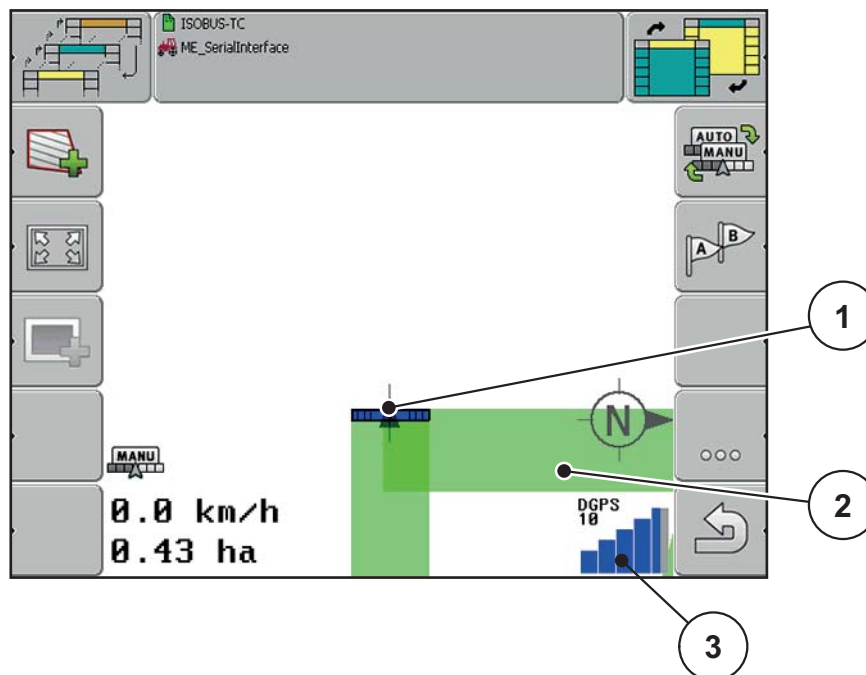 ISOBUS-TC
ME_SerialInterface
AUTO
MANU
A B
1
N
MANU
2
0.0 km/h
0.43 ha
DGPS
10
3